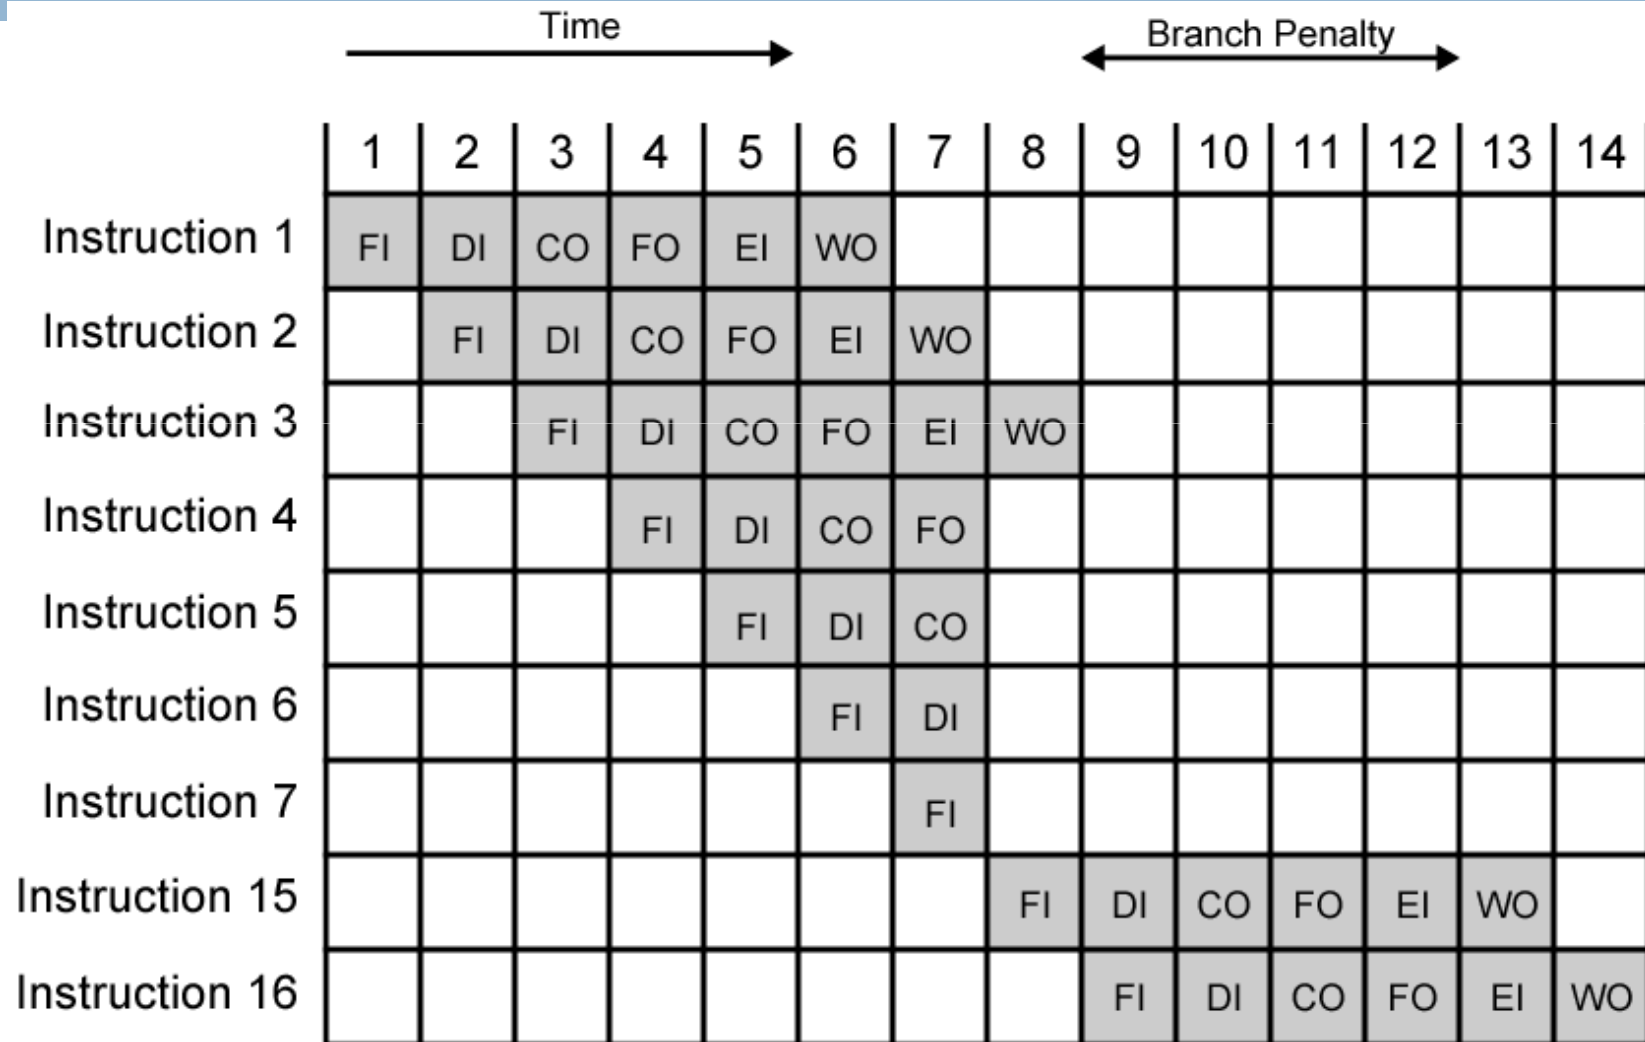 Time Branch Penalty
1 2 3 4 5 6 7 8 9 10 11 12 13 14
Instruction 1 FI DI CO FO EI WO
Instruction 2 FI DI CO FO EI WO
Instruction 3 FI DI CO FO EI WO
Instruction 4 FI DI CO FO
Instruction 5 FI DI CO
Instruction 6 FI DI
Instruction 7 FI
Instruction 15 FI DI CO FO EI WO
Instruction 16 FI DI CO FO EI WO